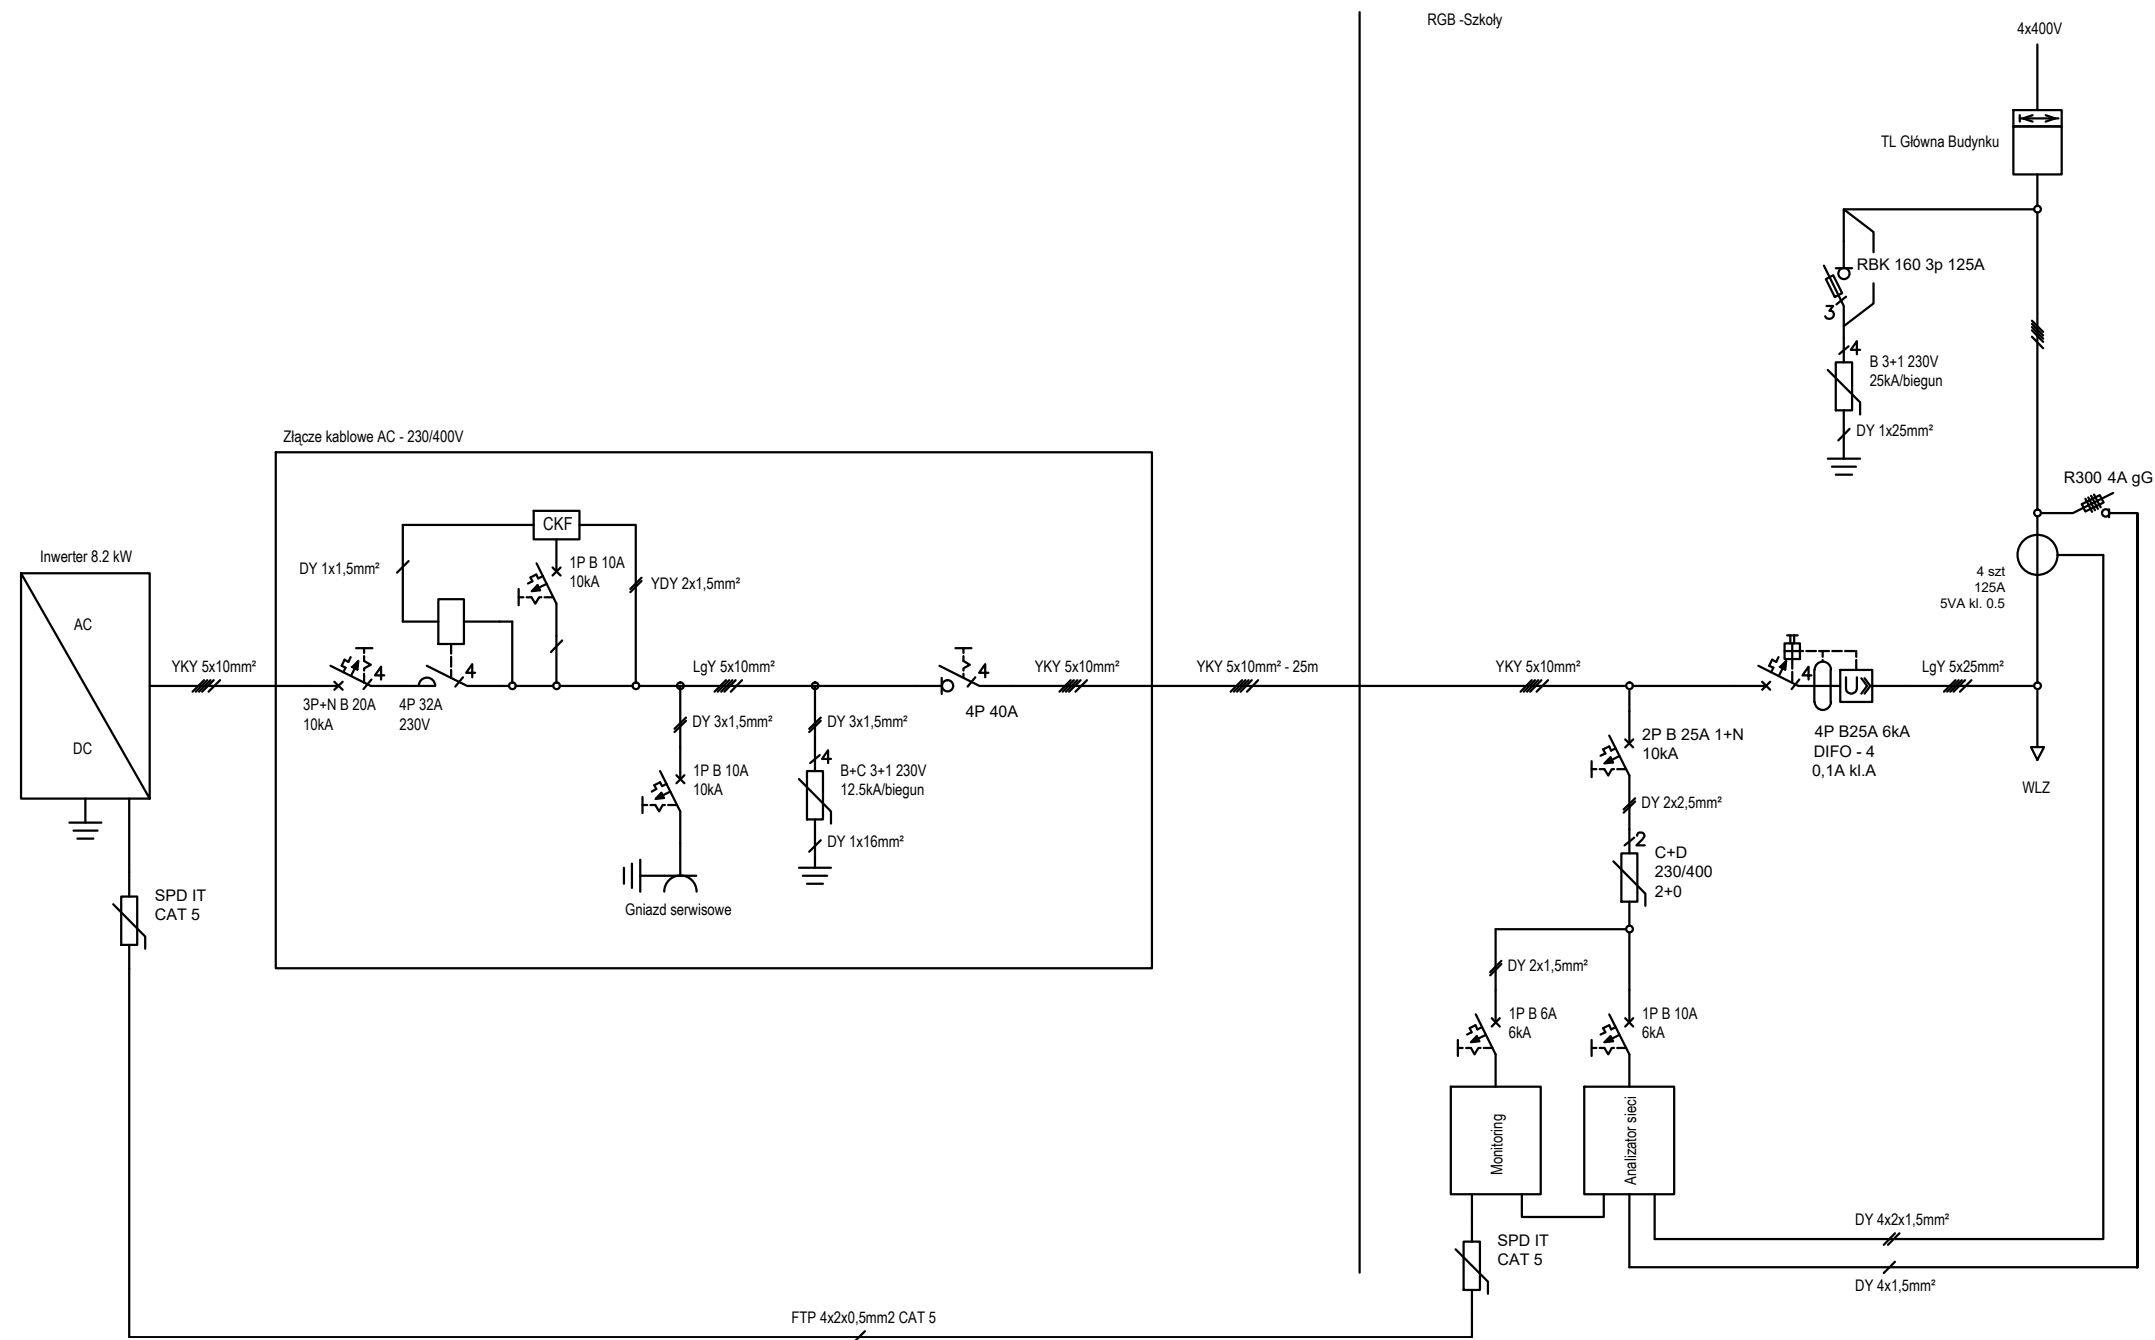 RGB -Szkoły
4x400V
TL Główna Budynku
RBK 160 3p 125A
3
4
B 3+1 230V
25kA/biegun
DY 1x25mm²
R300 4A gG
4 szt
125A
5VA kl. 0.5
Złącze kablowe AC - 230/400V
CKF
DY 1x1,5mm²
1P B 10A
10kA
YDY 2x1,5mm²
Inwerter 8.2 kW
AC
DC
YKY 5x10mm²
4
3P+N B 20A
10kA
4
4P 32A
230V
LgY 5x10mm²
4
4P 40A
YKY 5x10mm²
YKY 5x10mm² - 25m
YKY 5x10mm²
4
U
LgY 5x25mm²
4P B25A 6kA
DIFO - 4
0,1A kl.A
WLZ
DY 3x1,5mm²
1P B 10A
10kA
Gniazd serwisowe
DY 3x1,5mm²
4
B+C 3+1 230V
12.5kA/biegun
DY 1x16mm²
2P B 25A 1+N
10kA
DY 2x2,5mm²
2
C+D
230/400
2+0
DY 2x1,5mm²
1P B 6A
6kA
1P B 10A
6kA
Monitoring
Analizator sieci
SPD IT
CAT 5
SPD IT
CAT 5
DY 4x2x1,5mm²
DY 4x1,5mm²
FTP 4x2x0,5mm2 CAT 5